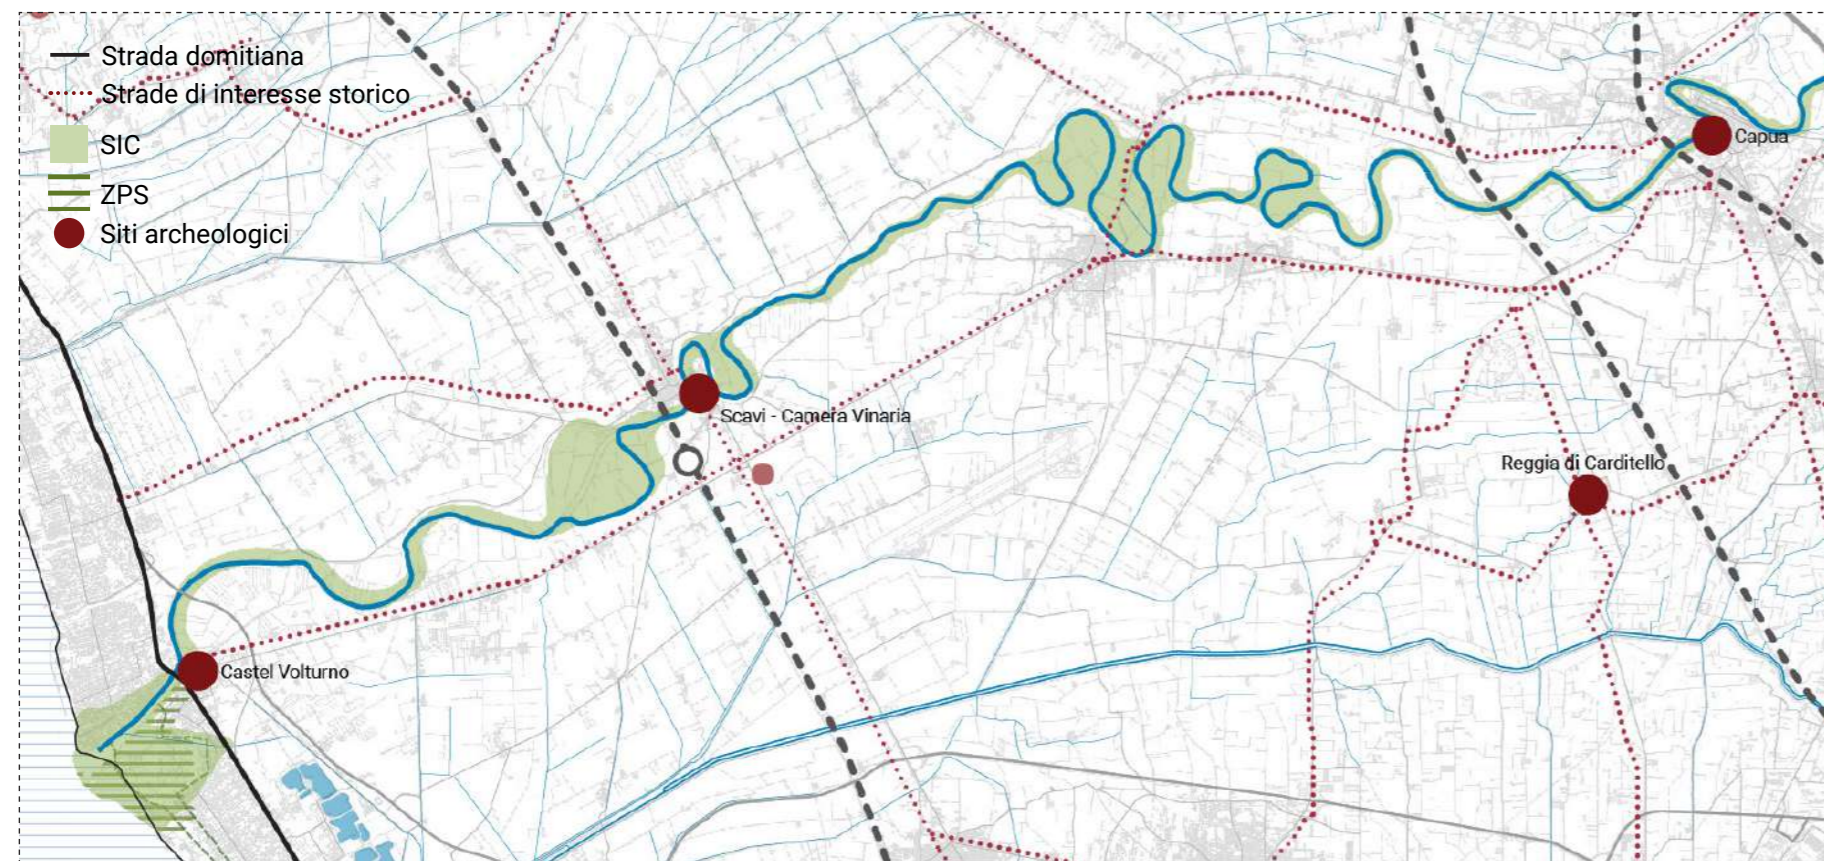 Strada domitiana
Strade di interesse storico
SIC
ZPS
Siti archeologici
Capua
Scavi - Camera Vinaria
Reggia di Carditello
Castel Volturno